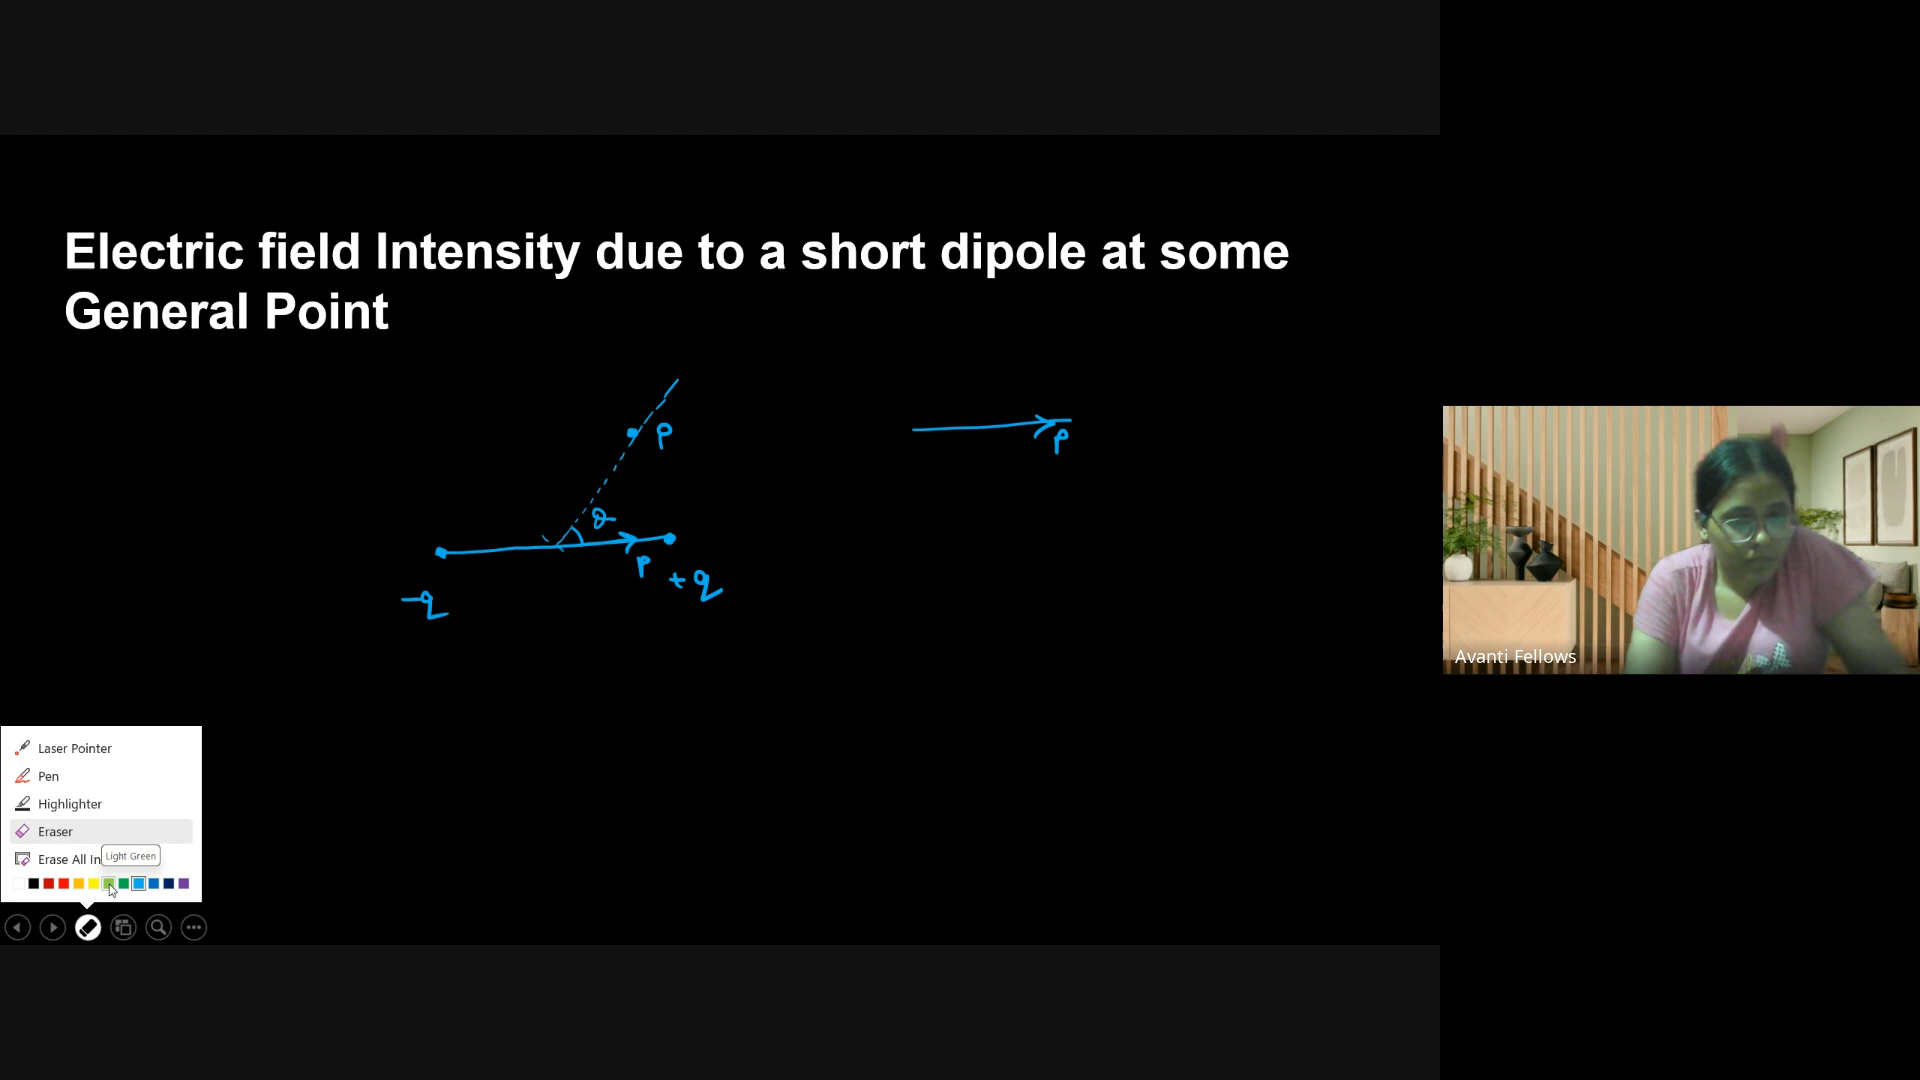 Electric field Intensity due to a short dipole at some
General Point
P
P
θ
P
+q
-q
Avanti Fellows
Laser Pointer
Pen
Highlighter
Eraser
Erase All In
Light Green